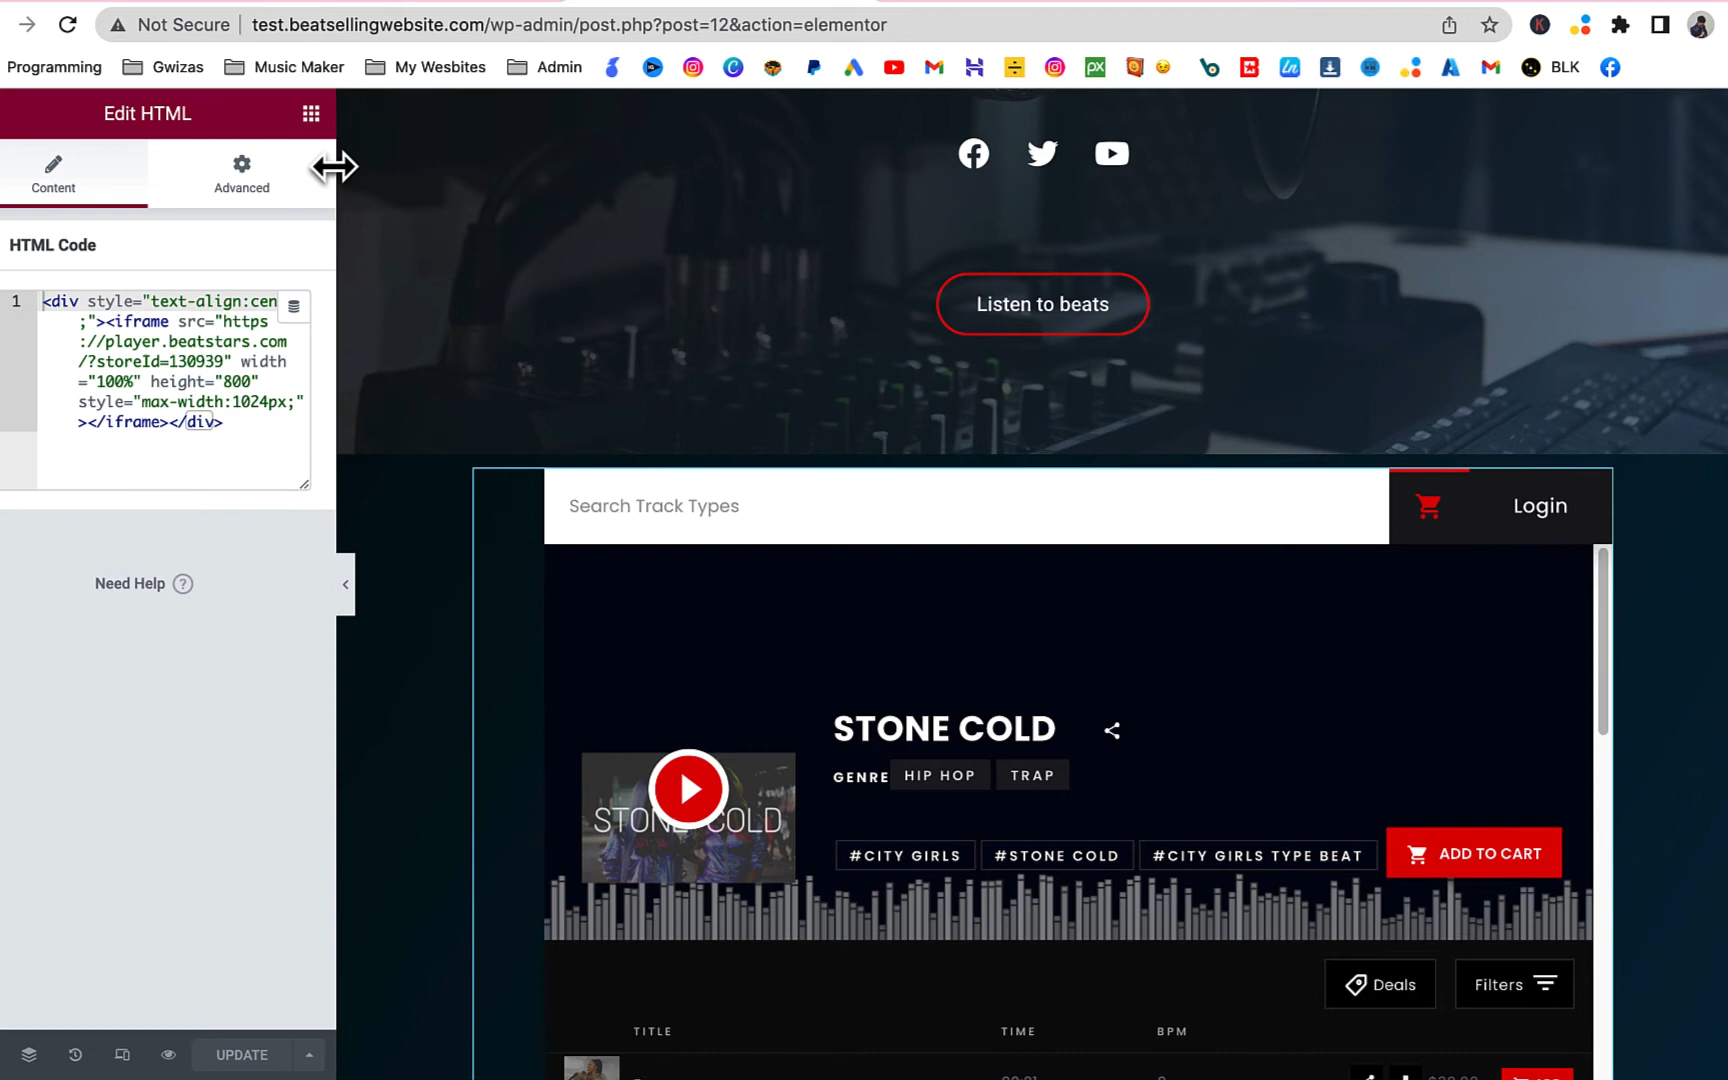 Not Secure
test.beatsellingwebsite.com/wp-admin/post.php?post=12&action=elementor
Programming
Gwizas
Music Maker
My Wesbites
Admin
BLK
Edit HTML
Content
Advanced
HTML Code
1
<div style="text-align:cen
;"><iframe src="https
://player.beatstars.com
/?storeId=130939" width
="100%" height="800"
style="max-width:1024px;"
></iframe></div>
Need Help ?
UPDATE
Listen to beats
Search Track Types
Login
STONE COLD
GENRE HIP HOP TRAP
STONE COLD
#CITY GIRLS #STONE COLD #CITY GIRLS TYPE BEAT
ADD TO CART
Deals
Filters
TITLE TIME BPM